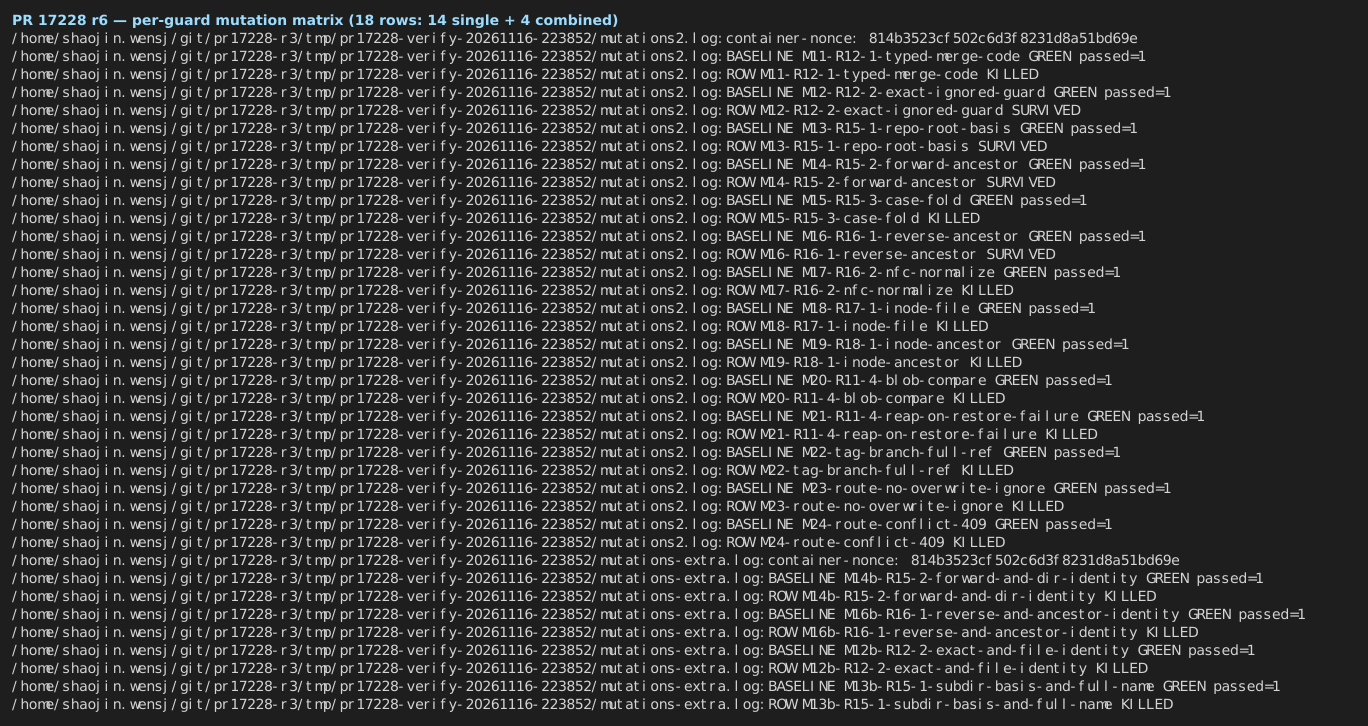 PR 17228 r6 — per-guard mutation matrix (18 rows: 14 single + 4 combined)
/home/shaojin.wensj/git/pr17228-r3/tmp/pr17228-verify-20261116-223852/mutations2.log:container-nonce: 814b3523cf502c6d3f8231d8a51bd69e
/home/shaojin.wensj/git/pr17228-r3/tmp/pr17228-verify-20261116-223852/mutations2.log:BASELINE M11-R12-1-typed-merge-code GREEN passed=1
/home/shaojin.wensj/git/pr17228-r3/tmp/pr17228-verify-20261116-223852/mutations2.log:ROW M11-R12-1-typed-merge-code KILLED
/home/shaojin.wensj/git/pr17228-r3/tmp/pr17228-verify-20261116-223852/mutations2.log:BASELINE M12-R12-2-exact-ignored-guard GREEN passed=1
/home/shaojin.wensj/git/pr17228-r3/tmp/pr17228-verify-20261116-223852/mutations2.log:ROW M12-R12-2-exact-ignored-guard SURVIVED
/home/shaojin.wensj/git/pr17228-r3/tmp/pr17228-verify-20261116-223852/mutations2.log:BASELINE M13-R15-1-repo-root-basis GREEN passed=1
/home/shaojin.wensj/git/pr17228-r3/tmp/pr17228-verify-20261116-223852/mutations2.log:ROW M13-R15-1-repo-root-basis SURVIVED
/home/shaojin.wensj/git/pr17228-r3/tmp/pr17228-verify-20261116-223852/mutations2.log:BASELINE M14-R15-2-forward-ancestor GREEN passed=1
/home/shaojin.wensj/git/pr17228-r3/tmp/pr17228-verify-20261116-223852/mutations2.log:ROW M14-R15-2-forward-ancestor SURVIVED
/home/shaojin.wensj/git/pr17228-r3/tmp/pr17228-verify-20261116-223852/mutations2.log:BASELINE M15-R15-3-case-fold GREEN passed=1
/home/shaojin.wensj/git/pr17228-r3/tmp/pr17228-verify-20261116-223852/mutations2.log:ROW M15-R15-3-case-fold KILLED
/home/shaojin.wensj/git/pr17228-r3/tmp/pr17228-verify-20261116-223852/mutations2.log:BASELINE M16-R16-1-reverse-ancestor GREEN passed=1
/home/shaojin.wensj/git/pr17228-r3/tmp/pr17228-verify-20261116-223852/mutations2.log:ROW M16-R16-1-reverse-ancestor SURVIVED
/home/shaojin.wensj/git/pr17228-r3/tmp/pr17228-verify-20261116-223852/mutations2.log:BASELINE M17-R16-2-nfc-normalize GREEN passed=1
/home/shaojin.wensj/git/pr17228-r3/tmp/pr17228-verify-20261116-223852/mutations2.log:ROW M17-R16-2-nfc-normalize KILLED
/home/shaojin.wensj/git/pr17228-r3/tmp/pr17228-verify-20261116-223852/mutations2.log:BASELINE M18-R17-1-inode-file GREEN passed=1
/home/shaojin.wensj/git/pr17228-r3/tmp/pr17228-verify-20261116-223852/mutations2.log:ROW M18-R17-1-inode-file KILLED
/home/shaojin.wensj/git/pr17228-r3/tmp/pr17228-verify-20261116-223852/mutations2.log:BASELINE M19-R18-1-inode-ancestor GREEN passed=1
/home/shaojin.wensj/git/pr17228-r3/tmp/pr17228-verify-20261116-223852/mutations2.log:ROW M19-R18-1-inode-ancestor KILLED
/home/shaojin.wensj/git/pr17228-r3/tmp/pr17228-verify-20261116-223852/mutations2.log:BASELINE M20-R11-4-blob-compare GREEN passed=1
/home/shaojin.wensj/git/pr17228-r3/tmp/pr17228-verify-20261116-223852/mutations2.log:ROW M20-R11-4-blob-compare KILLED
/home/shaojin.wensj/git/pr17228-r3/tmp/pr17228-verify-20261116-223852/mutations2.log:BASELINE M21-R11-4-reap-on-restore-failure GREEN passed=1
/home/shaojin.wensj/git/pr17228-r3/tmp/pr17228-verify-20261116-223852/mutations2.log:ROW M21-R11-4-reap-on-restore-failure KILLED
/home/shaojin.wensj/git/pr17228-r3/tmp/pr17228-verify-20261116-223852/mutations2.log:BASELINE M22-tag-branch-full-ref GREEN passed=1
/home/shaojin.wensj/git/pr17228-r3/tmp/pr17228-verify-20261116-223852/mutations2.log:ROW M22-tag-branch-full-ref KILLED
/home/shaojin.wensj/git/pr17228-r3/tmp/pr17228-verify-20261116-223852/mutations2.log:BASELINE M23-route-no-overwrite-ignore GREEN passed=1
/home/shaojin.wensj/git/pr17228-r3/tmp/pr17228-verify-20261116-223852/mutations2.log:ROW M23-route-no-overwrite-ignore KILLED
/home/shaojin.wensj/git/pr17228-r3/tmp/pr17228-verify-20261116-223852/mutations2.log:BASELINE M24-route-conflict-409 GREEN passed=1
/home/shaojin.wensj/git/pr17228-r3/tmp/pr17228-verify-20261116-223852/mutations2.log:ROW M24-route-conflict-409 KILLED
/home/shaojin.wensj/git/pr17228-r3/tmp/pr17228-verify-20261116-223852/mutations-extra.log:container-nonce: 814b3523cf502c6d3f8231d8a51bd69e
/home/shaojin.wensj/git/pr17228-r3/tmp/pr17228-verify-20261116-223852/mutations-extra.log:BASELINE M14b-R15-2-forward-and-dir-identity GREEN passed=1
/home/shaojin.wensj/git/pr17228-r3/tmp/pr17228-verify-20261116-223852/mutations-extra.log:ROW M14b-R15-2-forward-and-dir-identity KILLED
/home/shaojin.wensj/git/pr17228-r3/tmp/pr17228-verify-20261116-223852/mutations-extra.log:BASELINE M16b-R16-1-reverse-and-ancestor-identity GREEN passed=1
/home/shaojin.wensj/git/pr17228-r3/tmp/pr17228-verify-20261116-223852/mutations-extra.log:ROW M16b-R16-1-reverse-and-ancestor-identity KILLED
/home/shaojin.wensj/git/pr17228-r3/tmp/pr17228-verify-20261116-223852/mutations-extra.log:BASELINE M12b-R12-2-exact-and-file-identity GREEN passed=1
/home/shaojin.wensj/git/pr17228-r3/tmp/pr17228-verify-20261116-223852/mutations-extra.log:ROW M12b-R12-2-exact-and-file-identity KILLED
/home/shaojin.wensj/git/pr17228-r3/tmp/pr17228-verify-20261116-223852/mutations-extra.log:BASELINE M13b-R15-1-subdir-basis-and-full-name GREEN passed=1
/home/shaojin.wensj/git/pr17228-r3/tmp/pr17228-verify-20261116-223852/mutations-extra.log:ROW M13b-R15-1-subdir-basis-and-full-name KILLED